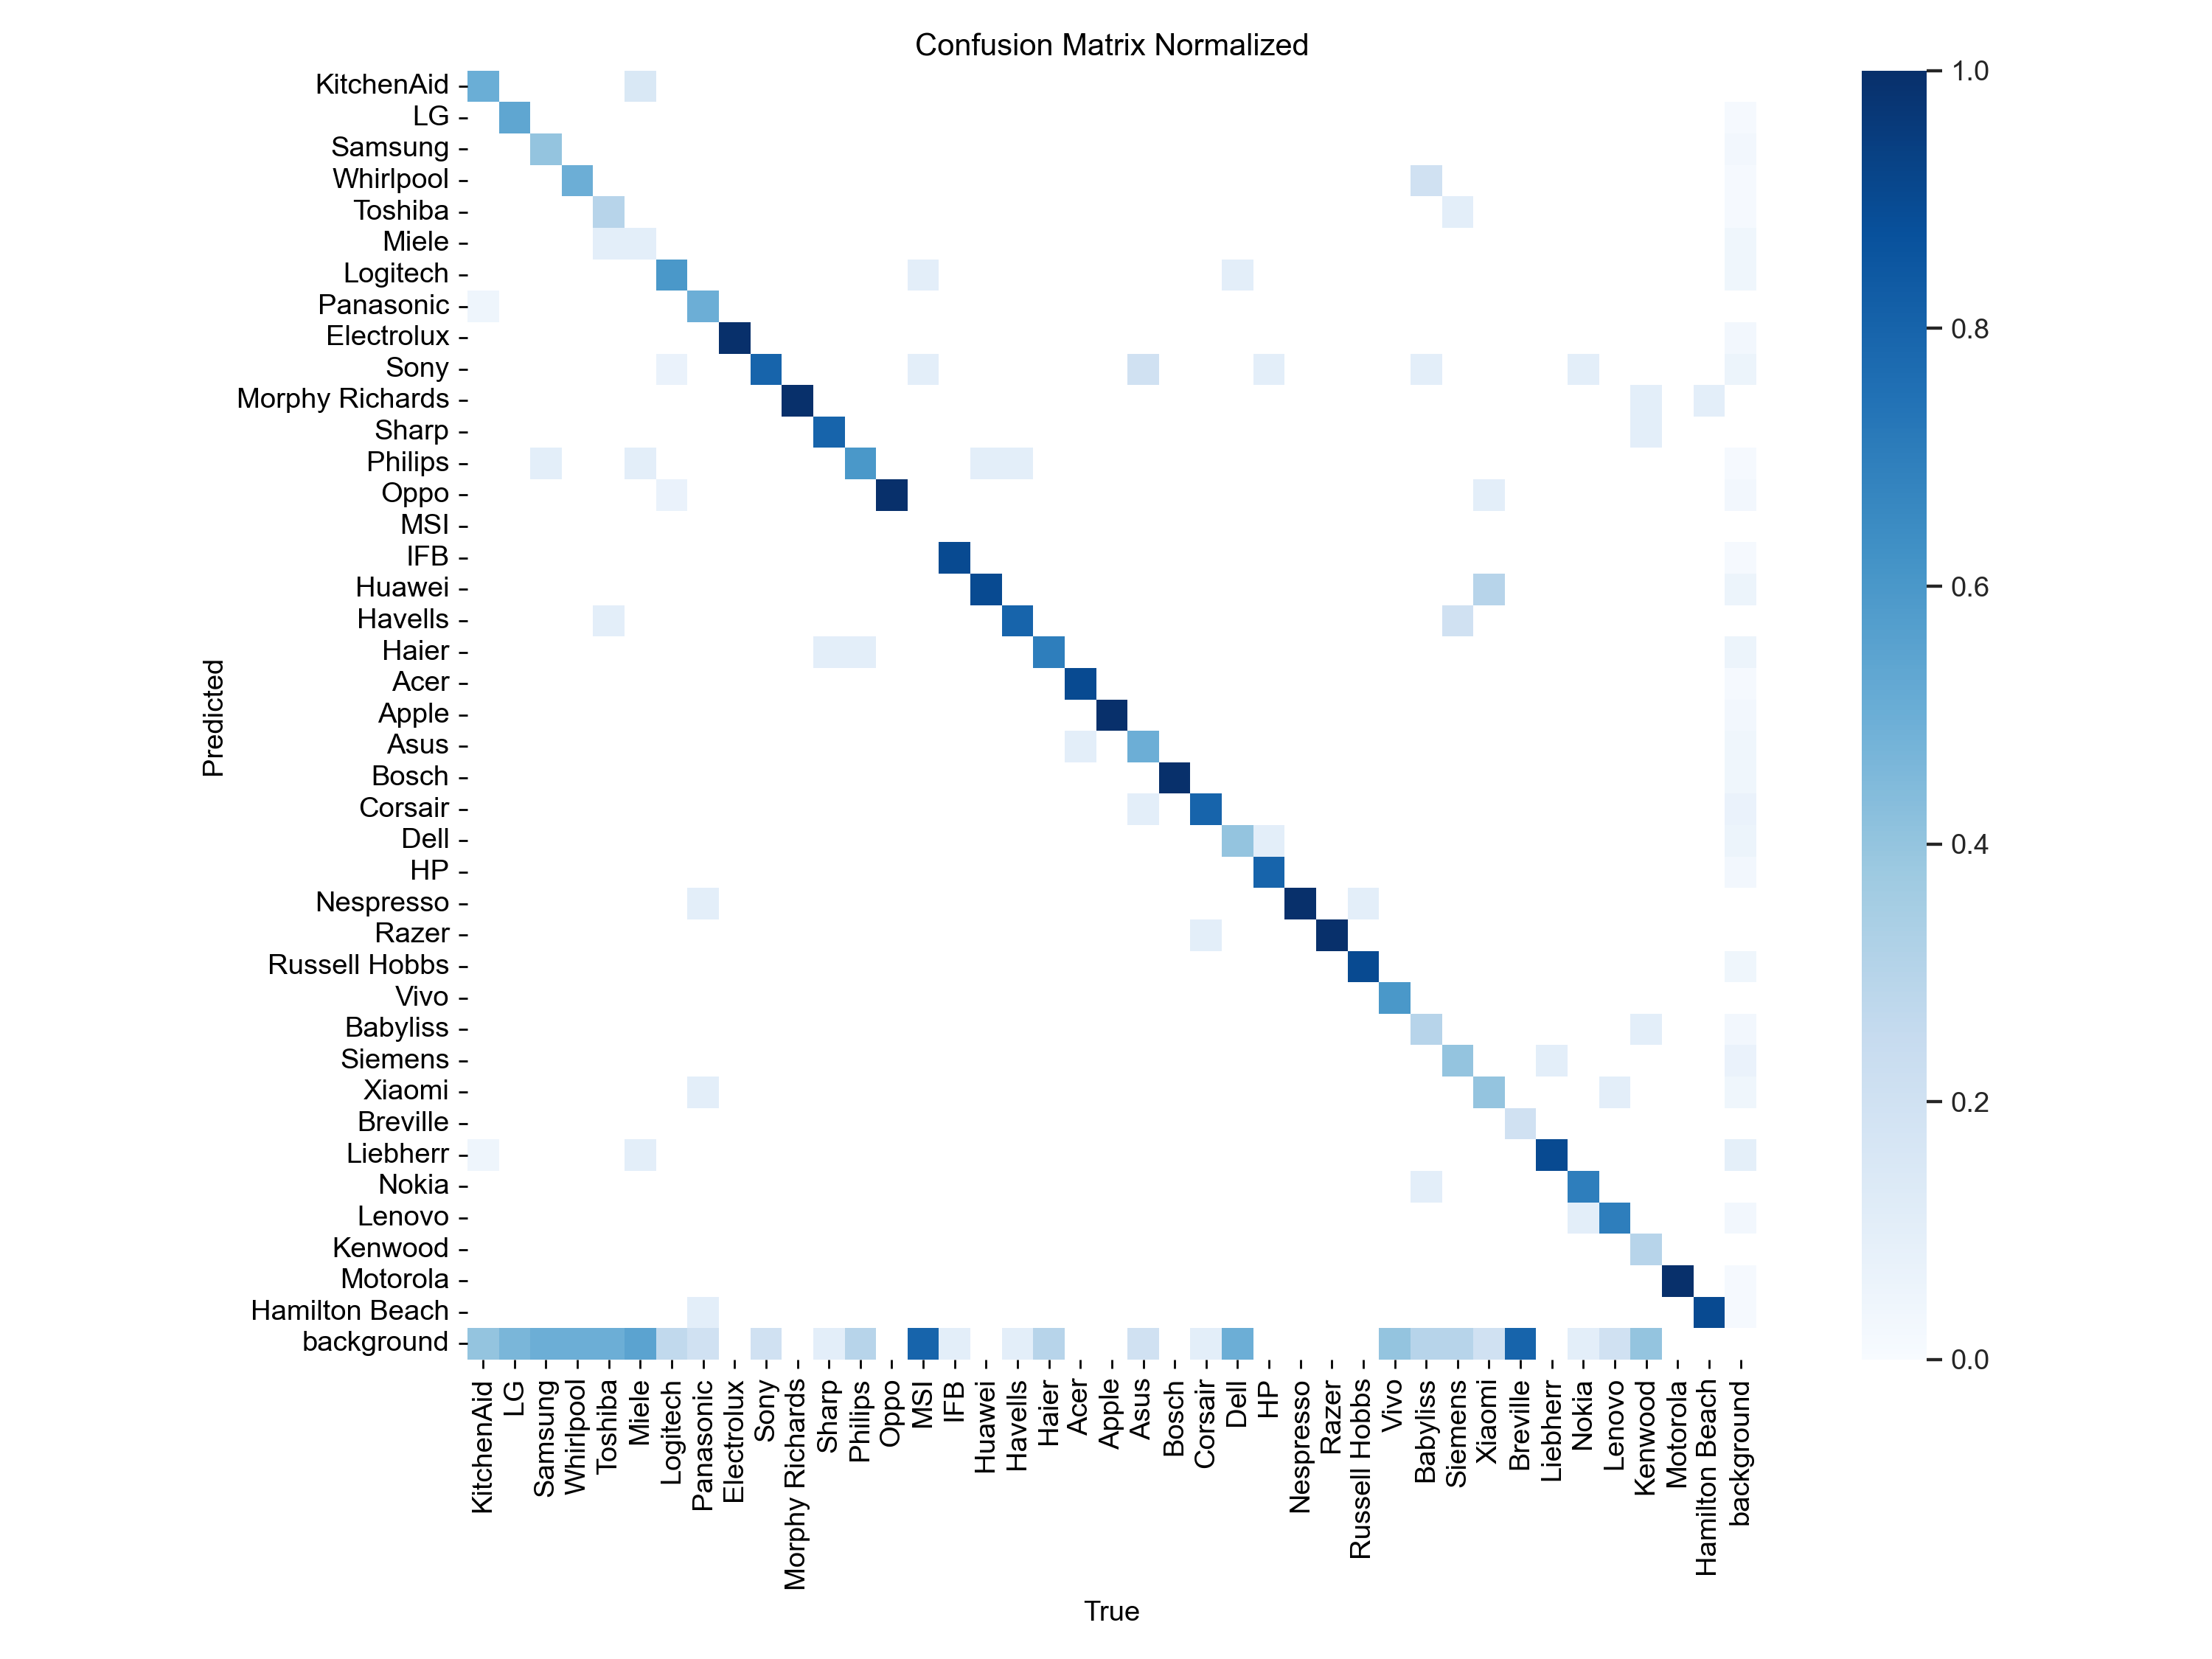 Confusion Matrix Normalized
KitchenAid
LG
Samsung
Whirlpool
Toshiba
Miele
Logitech
Panasonic
Electrolux
Sony
Morphy Richards
Sharp
Philips
Oppo
MSI
IFB
Huawei
Havells
Haier
Acer
Apple
Asus
Bosch
Corsair
Dell
HP
Nespresso
Razer
Russell Hobbs
Vivo
Babyliss
Siemens
Xiaomi
Breville
Liebherr
Nokia
Lenovo
Kenwood
Motorola
Hamilton Beach
background
Predicted
KitchenAid
LG
Samsung
Whirlpool
Toshiba
Miele
Logitech
Panasonic
Electrolux
Sony
Morphy Richards
Sharp
Philips
Oppo
MSI
IFB
Huawei
Havells
Haier
Acer
Apple
Asus
Bosch
Corsair
Dell
HP
Nespresso
Razer
Russell Hobbs
Vivo
Babyliss
Siemens
Xiaomi
Breville
Liebherr
Nokia
Lenovo
Kenwood
Motorola
Hamilton Beach
background
True
1.0
0.8
0.6
0.4
0.2
0.0